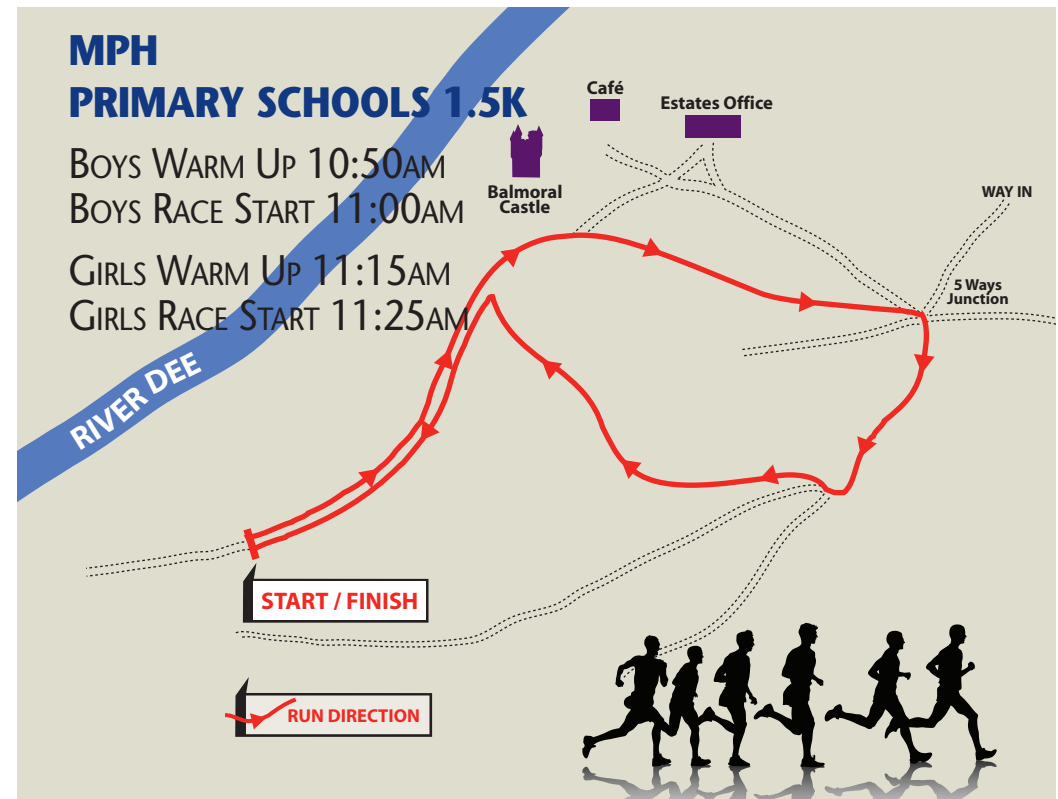 MPH
PRIMARY SCHOOLS 1.5K
BOYS WARM UP 10:50AM
BOYS RACE START 11:00AM
GIRLS WARM UP 11:15AM
GIRLS RACE START 11:25AM
Café
Estates Office
Balmoral
Castle
WAY IN
5 Ways
Junction
RIVER DEE
START / FINISH
RUN DIRECTION